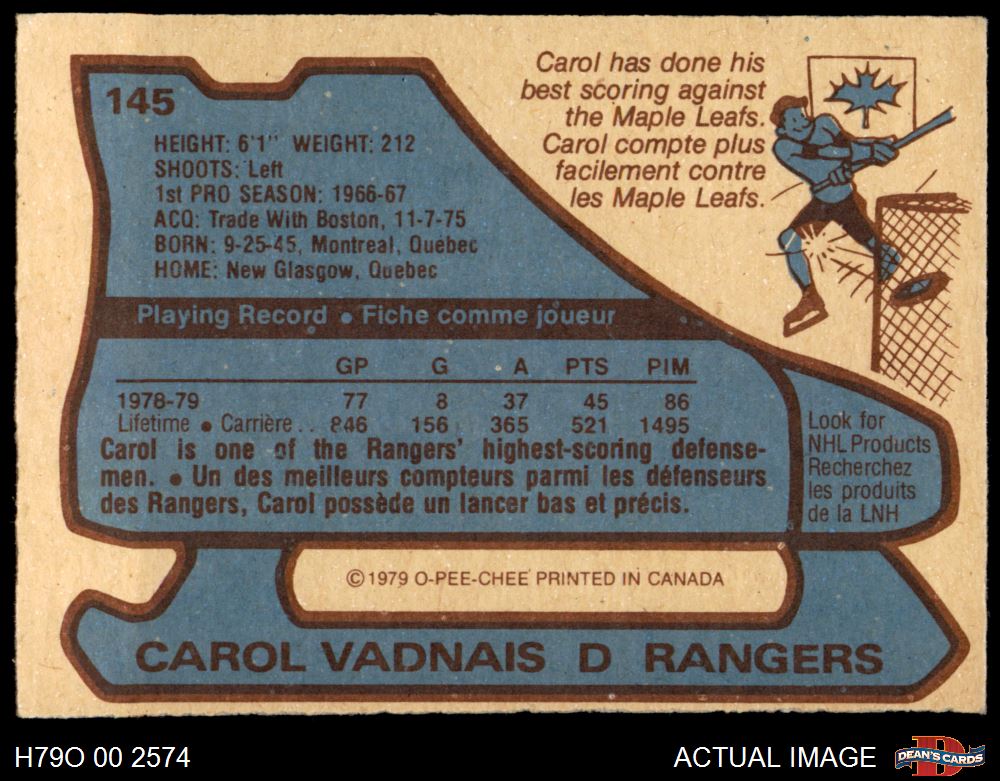 145
HEIGHT: 6'1" WEIGHT: 212
SHOOTS: Left
1st PRO SEASON: 1966-67
ACQ: Trade With Boston, 11-7-75
BORN: 9-25-45, Montreal, Quebec
HOME: New Glasgow, Quebec
Carol has done his
best scoring against
the Maple Leafs.
Carol compte plus
facilement contre
les Maple Leafs.
Playing Record • Fiche comme joueur
GP G A PTS PIM
1978-79 77 8 37 45 86
Lifetime • Carrière . . 846 156 365 521 1495
Carol is one of the Rangers' highest-scoring defense-
men. • Un des meilleurs compteurs parmi les défenseurs
des Rangers, Carol possède un lancer bas et précis.
Look for
NHL Products
Recherchez
les produits
de la LNH
©1979 O-PEE-CHEE PRINTED IN CANADA
CAROL VADNAIS D RANGERS
H79O 00 2574
ACTUAL IMAGE
D
DEAN'S CARDS